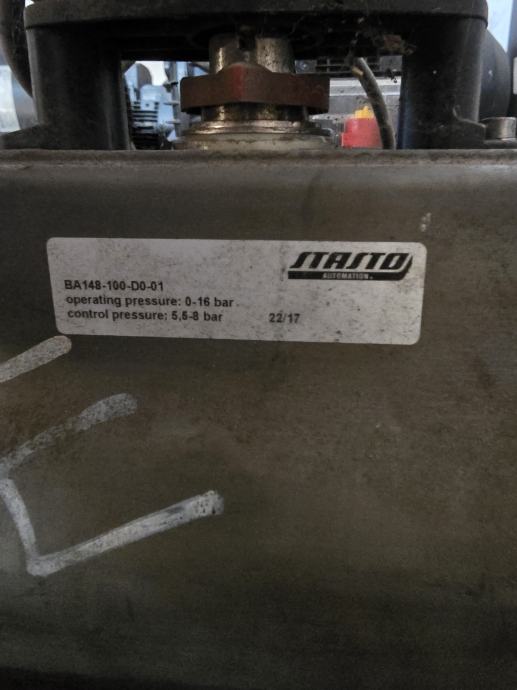 STASTO
AUTOMATION
BA148-100-D0-01
operating pressure: 0-16 bar
control pressure: 5,5-8 bar 22/17